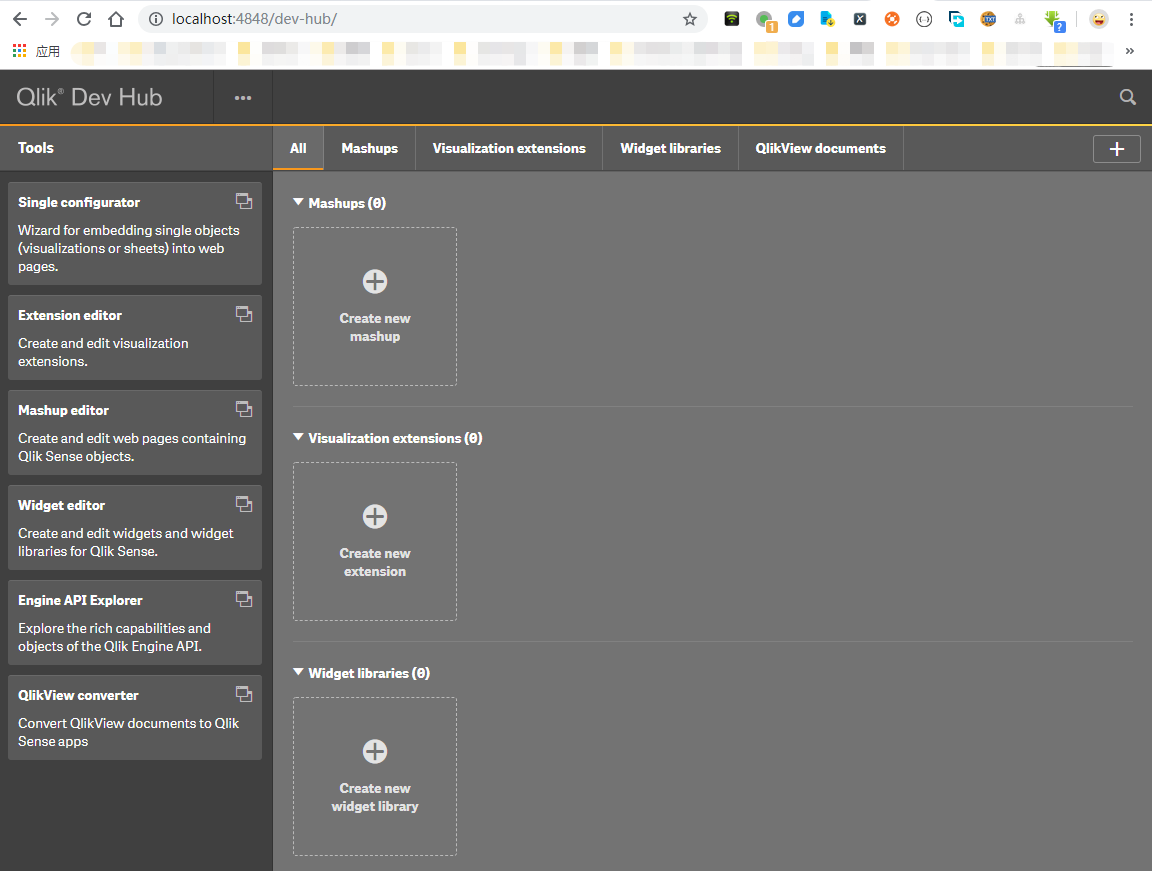 localhost:4848/dev-hub/
1
TXT
?
应用
»
Qlik® Dev Hub
Tools
All
Mashups
Visualization extensions
Widget libraries
QlikView documents
Single configurator
Wizard for embedding single objects
(visualizations or sheets) into web
pages.
Extension editor
Create and edit visualization
extensions.
Mashup editor
Create and edit web pages containing
Qlik Sense objects.
Widget editor
Create and edit widgets and widget
libraries for Qlik Sense.
Engine API Explorer
Explore the rich capabilities and
objects of the Qlik Engine API.
QlikView converter
Convert QlikView documents to Qlik
Sense apps
Mashups (0)
Create new
mashup
Visualization extensions (0)
Create new
extension
Widget libraries (0)
Create new
widget library